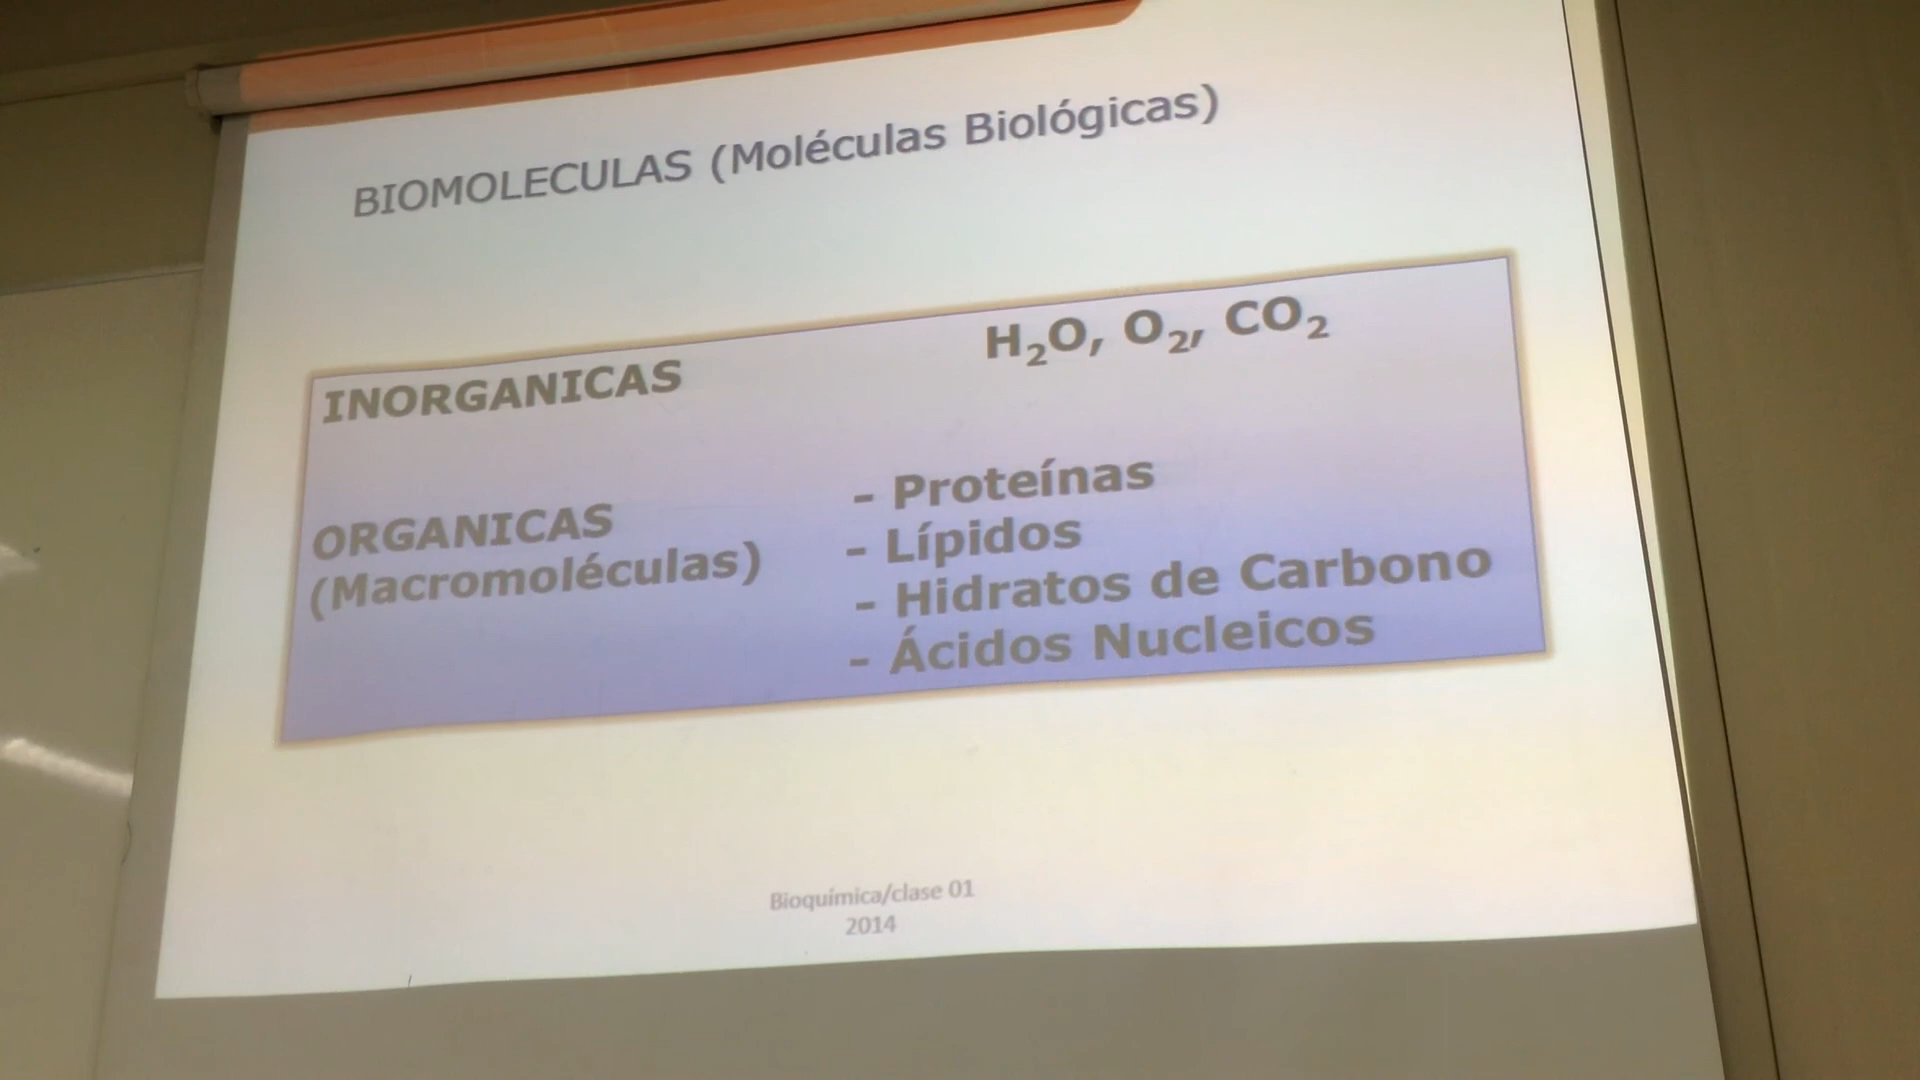 BIOMOLECULAS (Moléculas Biológicas)
INORGANICAS
H₂O, O₂, CO₂
ORGANICAS
(Macromoléculas)
- Proteínas
- Lípidos
- Hidratos de Carbono
- Ácidos Nucleicos
Bioquímica/clase 01
2014